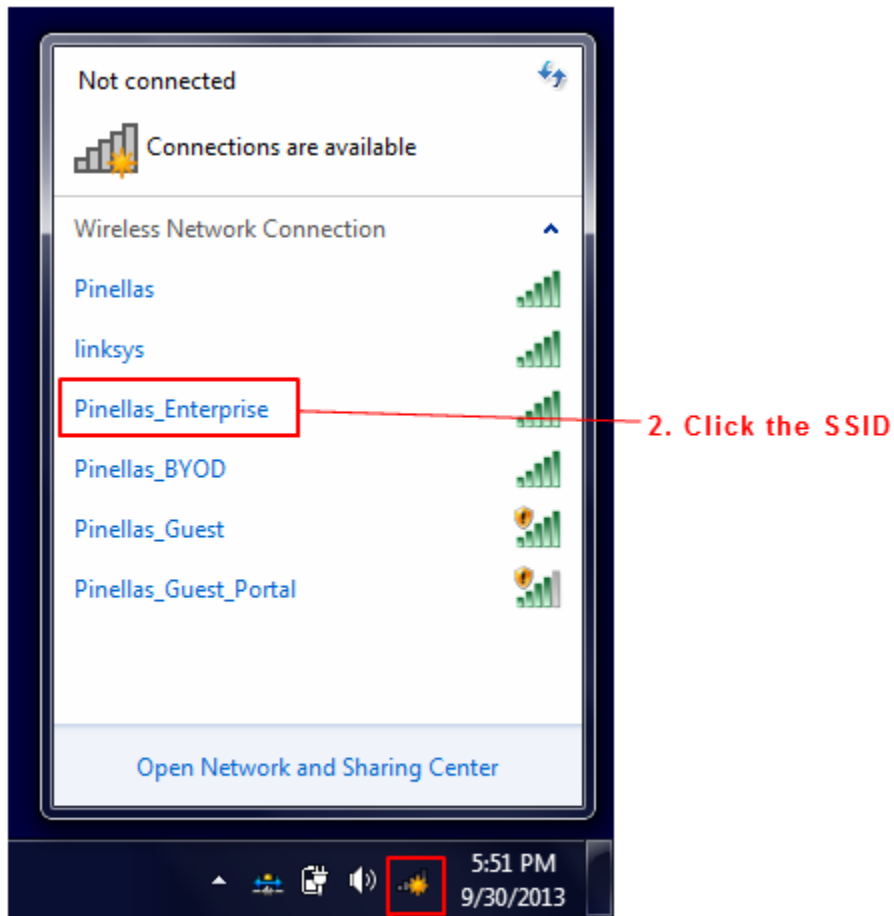 Not connected
Connections are available
Wireless Network Connection
Pinellas
linksys
Pinellas_Enterprise
2. Click the SSID
Pinellas_BYOD
Pinellas_Guest
Pinellas_Guest_Portal
Open Network and Sharing Center
5:51 PM
9/30/2013